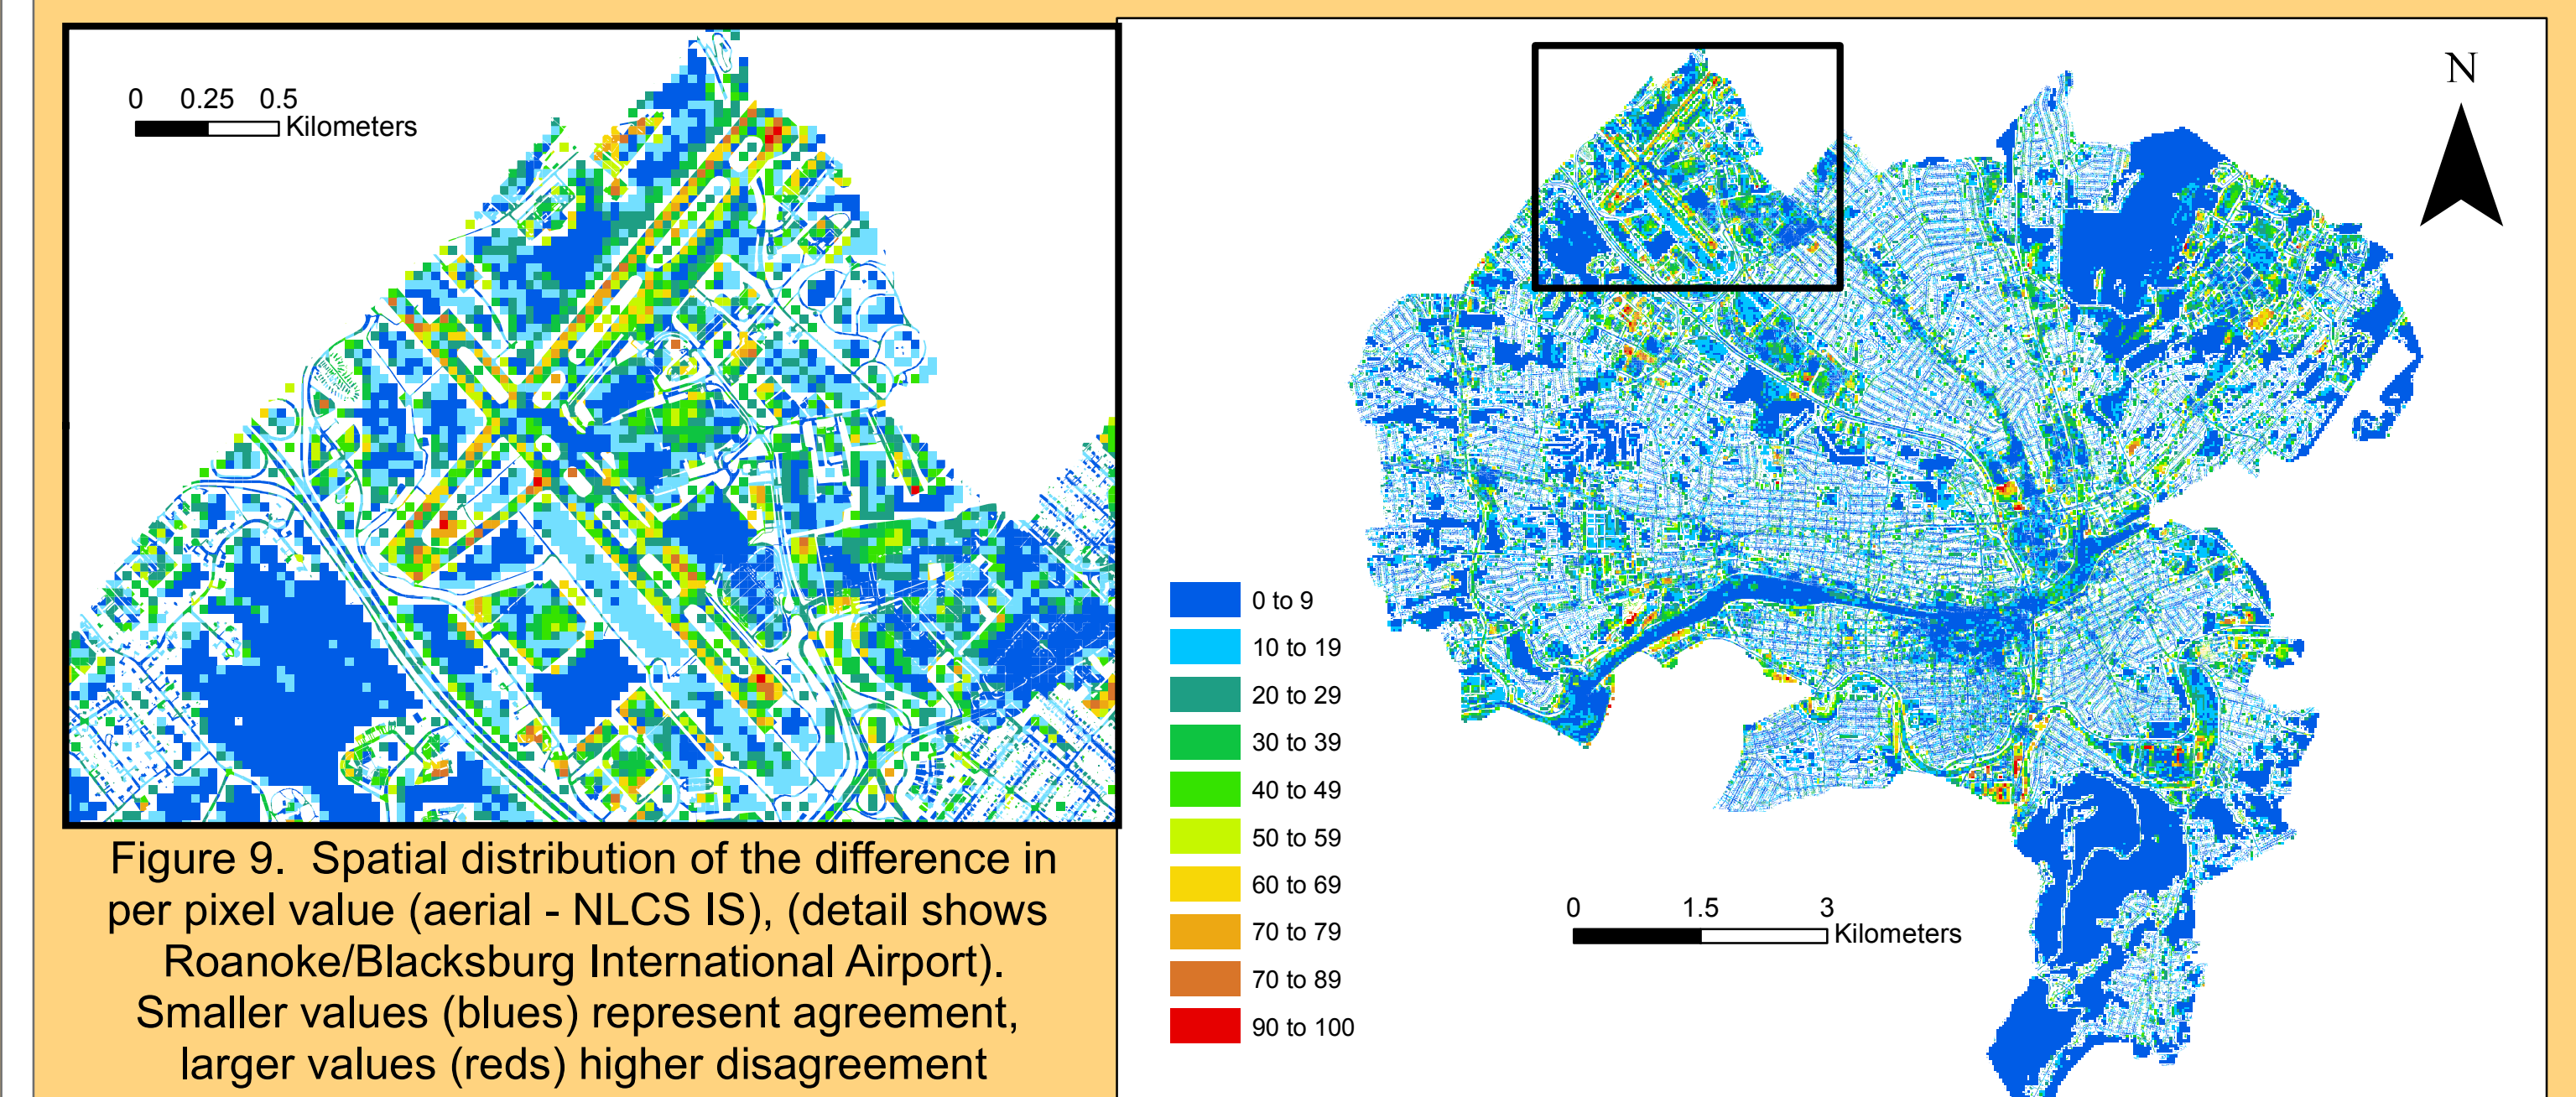 0 0.25 0.5
Kilometers
N
0 to 9
10 to 19
20 to 29
30 to 39
40 to 49
50 to 59
60 to 69
70 to 79
70 to 89
90 to 100
0 1.5 3
Kilometers
Figure 9. Spatial distribution of the difference in
per pixel value (aerial - NLCS IS), (detail shows
Roanoke/Blacksburg International Airport).
Smaller values (blues) represent agreement,
larger values (reds) higher disagreement